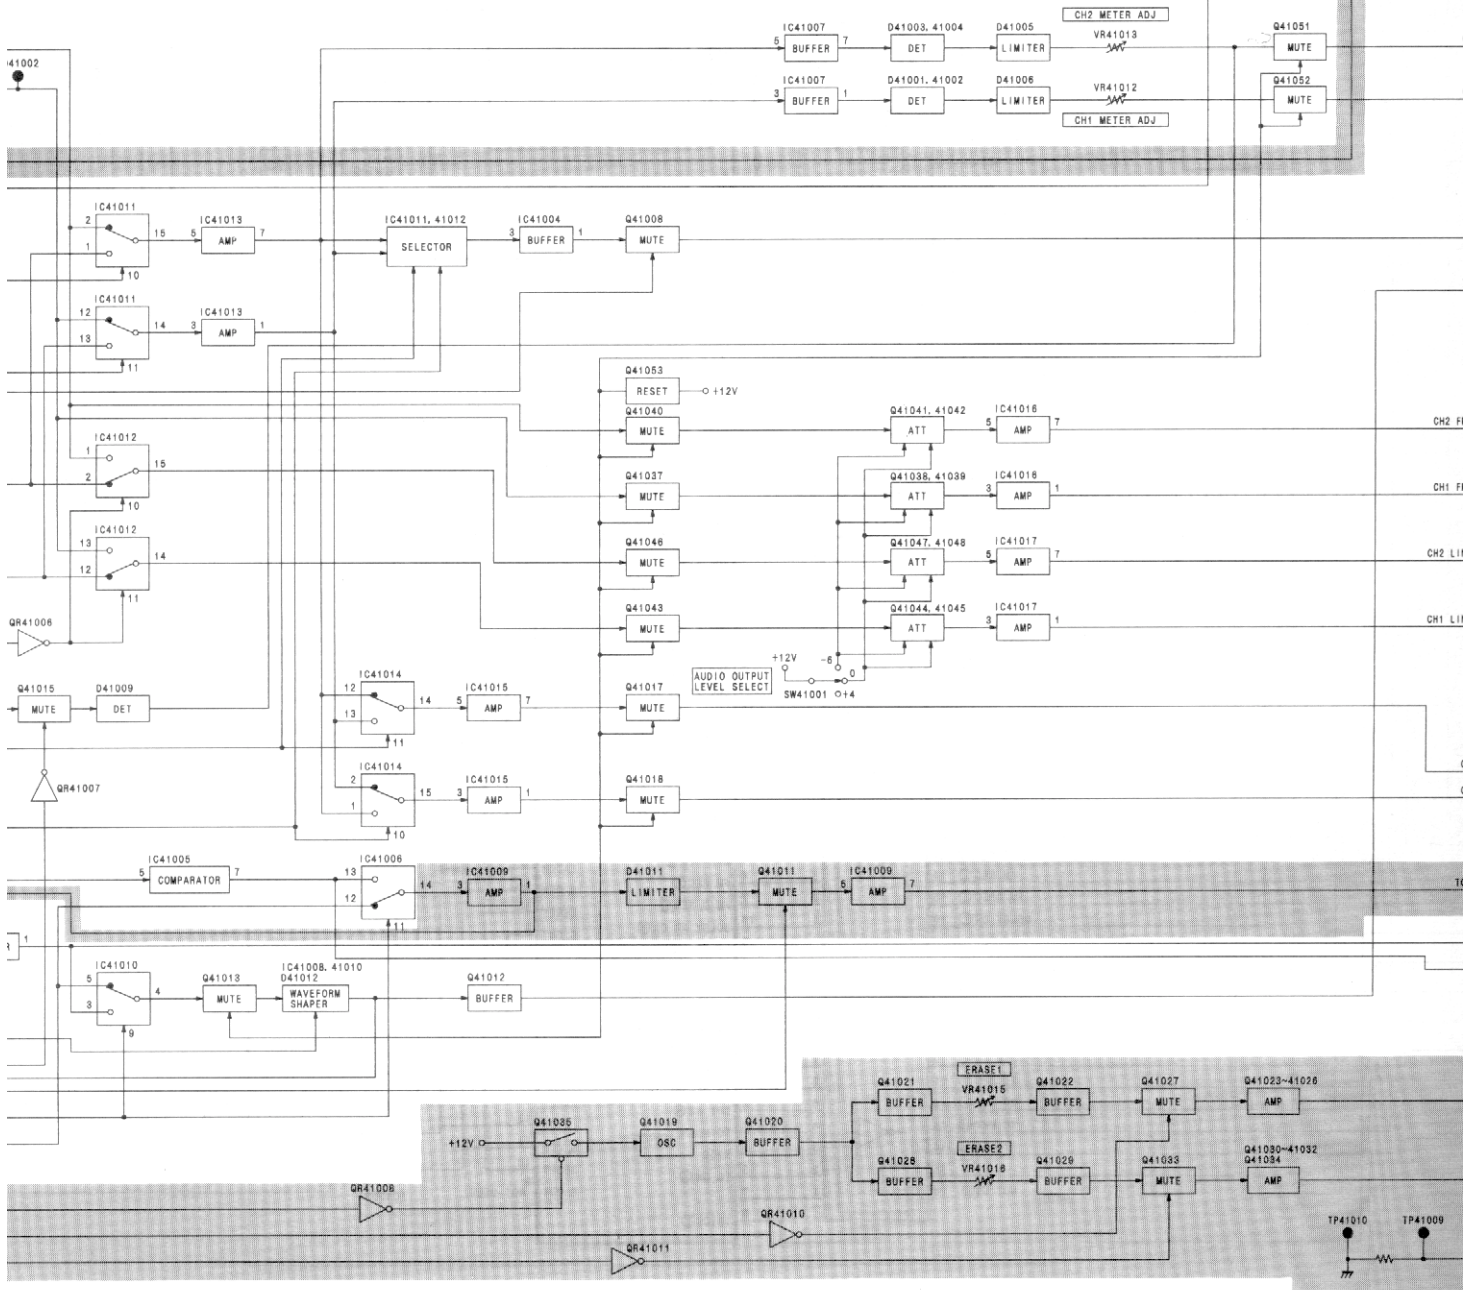 CH2 METER ADJ
IC41007 D41003, 41004 D41005 VR41013 Q41051
5 BUFFER 7 DET LIMITER MUTE
41002
IC41007 D41001, 41002 D41006 VR41012 Q41052
3 BUFFER 1 DET LIMITER MUTE
CH1 METER ADJ
IC41011 IC41013 IC41011, 41012 IC41004 Q41008
2 15 5 AMP 7 SELECTOR 3 BUFFER 1 MUTE
1
10
IC41011 IC41013
12 14 3 AMP 1
13
11
Q41053
RESET +12V
Q41040 Q41041, 41042 IC41016
MUTE ATT 5 AMP 7 CH2 F
IC41012
1 15
2
10
Q41037 Q41038, 41039 IC41016
MUTE ATT 3 AMP 1 CH1 F
IC41012
13 14
12
11
Q41046 Q41047, 41048 IC41017
MUTE ATT 5 AMP 7 CH2 LI
QR41006
Q41043 Q41044, 41045 IC41017
MUTE ATT 3 AMP 1 CH1 LI
AUDIO OUTPUT
LEVEL SELECT
+12V -6 0
SW41001 +4
Q41015 D41009 IC41014 IC41015 Q41017
MUTE DET 12 14 5 AMP 7 MUTE
13
11
QR41007
IC41014 IC41015 Q41018
2 15 3 AMP 1 MUTE
1
10
IC41005 IC41006 IC41009 D41011 Q41011 IC41009
5 COMPARATOR 7 13 14 3 AMP 1 LIMITER MUTE 5 AMP 7
12
11
R 1
IC41010 Q41013 IC41008, 41010
D41012 Q41012
5 4 MUTE WAVEFORM
SHAPER BUFFER
3
9
ERASE1
Q41021 VR41015 Q41022 Q41027 Q41023~41026
BUFFER BUFFER MUTE AMP
Q41035 Q41019 Q41020
+12V OSC BUFFER
ERASE2
Q41028 VR41016 Q41029 Q41033 Q41030~41032
Q41034
BUFFER BUFFER MUTE AMP
QR41008
QR41010
QR41011
TP41010 TP41009